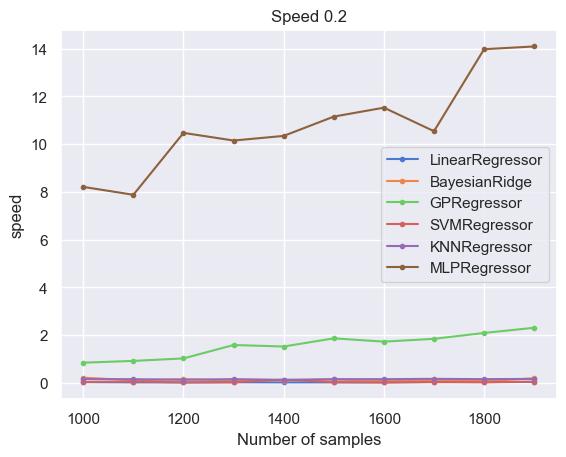 Speed 0.2
14
12
10
8
6
4
2
0
speed
LinearRegressor
BayesianRidge
GPRegressor
SVMRegressor
KNNRegressor
MLPRegressor
1000 1200 1400 1600 1800
Number of samples